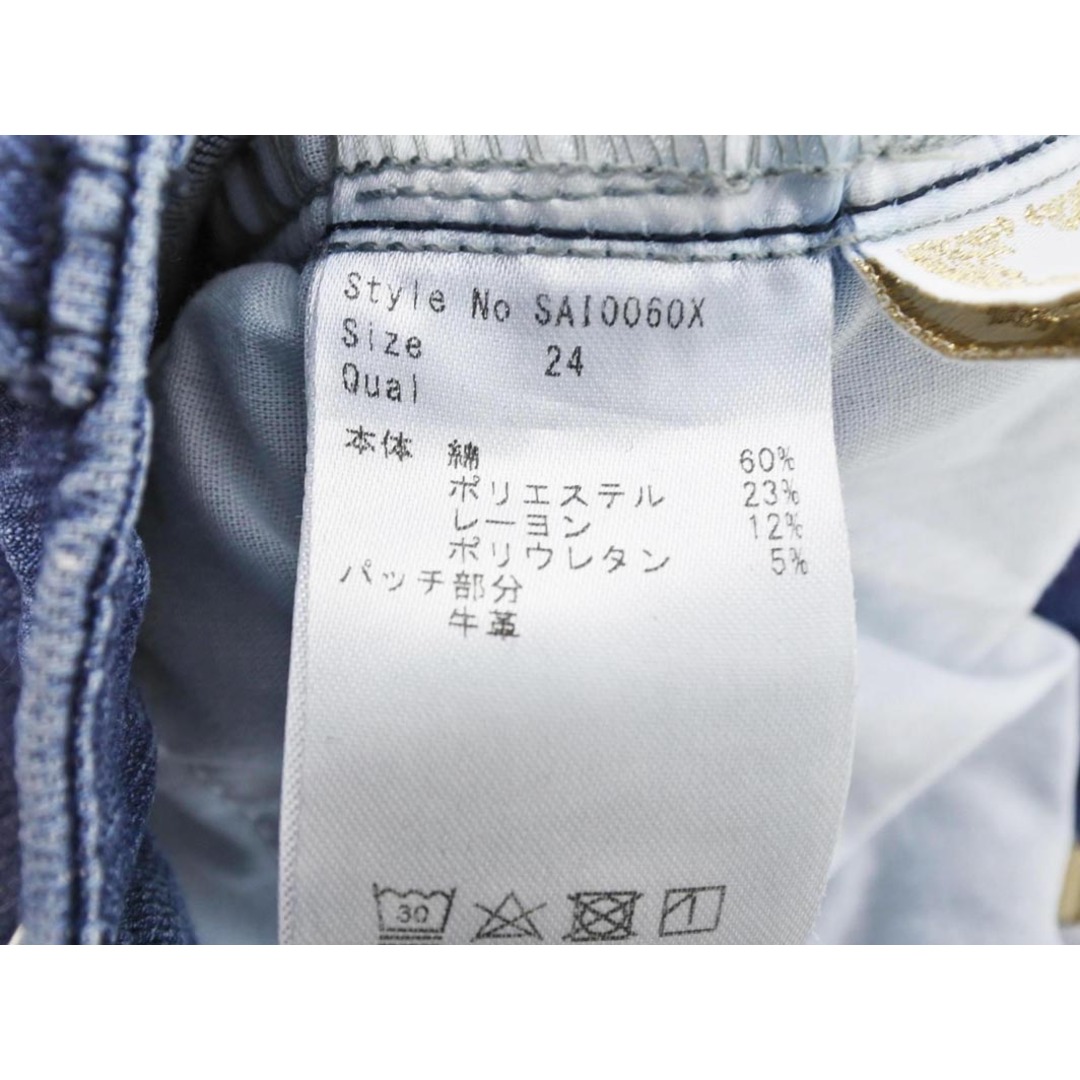 Style No SAI0060X
Size 24
Qual
本体 綿 60%
ポリエステル 23%
レーヨン 12%
ポリウレタン 5%
パッチ部分
牛革
30